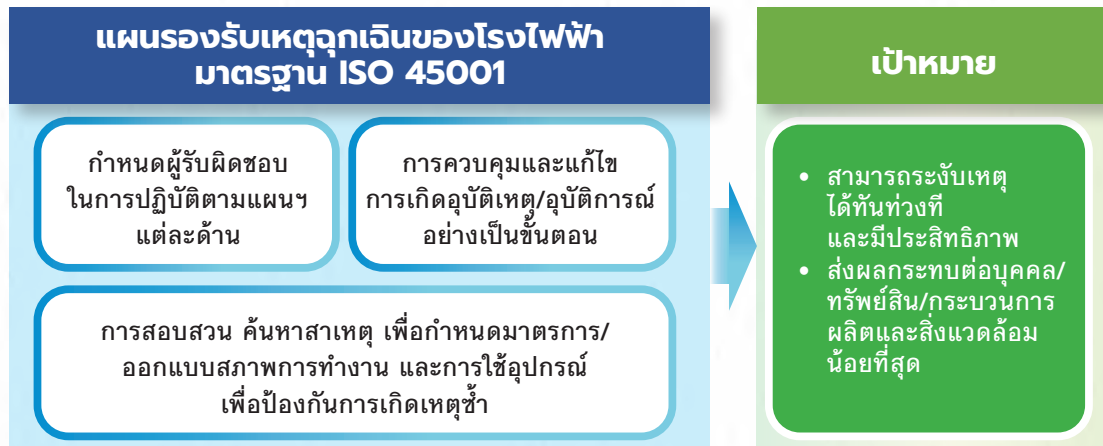 แผนรองรับเหตุฉุกเฉินของโรงไฟฟ้า
มาตรฐาน ISO 45001
กำหนดผู้รับผิดชอบ
ในการปฏิบัติตามแผนฯ
แต่ละด้าน
การควบคุมและแก้ไข
การเกิดอุบัติเหตุ/อุบัติการณ์
อย่างเป็นขั้นตอน
การสอบสวน ค้นหาสาเหตุ เพื่อกำหนดมาตรการ/
ออกแบบสภาพการทำงาน และการใช้อุปกรณ์
เพื่อป้องกันการเกิดเหตุซ้ำ
เป้าหมาย
• สามารถระงับเหตุ
ได้ทันท่วงที
และมีประสิทธิภาพ
• ส่งผลกระทบต่อบุคคล/
ทรัพย์สิน/กระบวนการ
ผลิตและสิ่งแวดล้อม
น้อยที่สุด